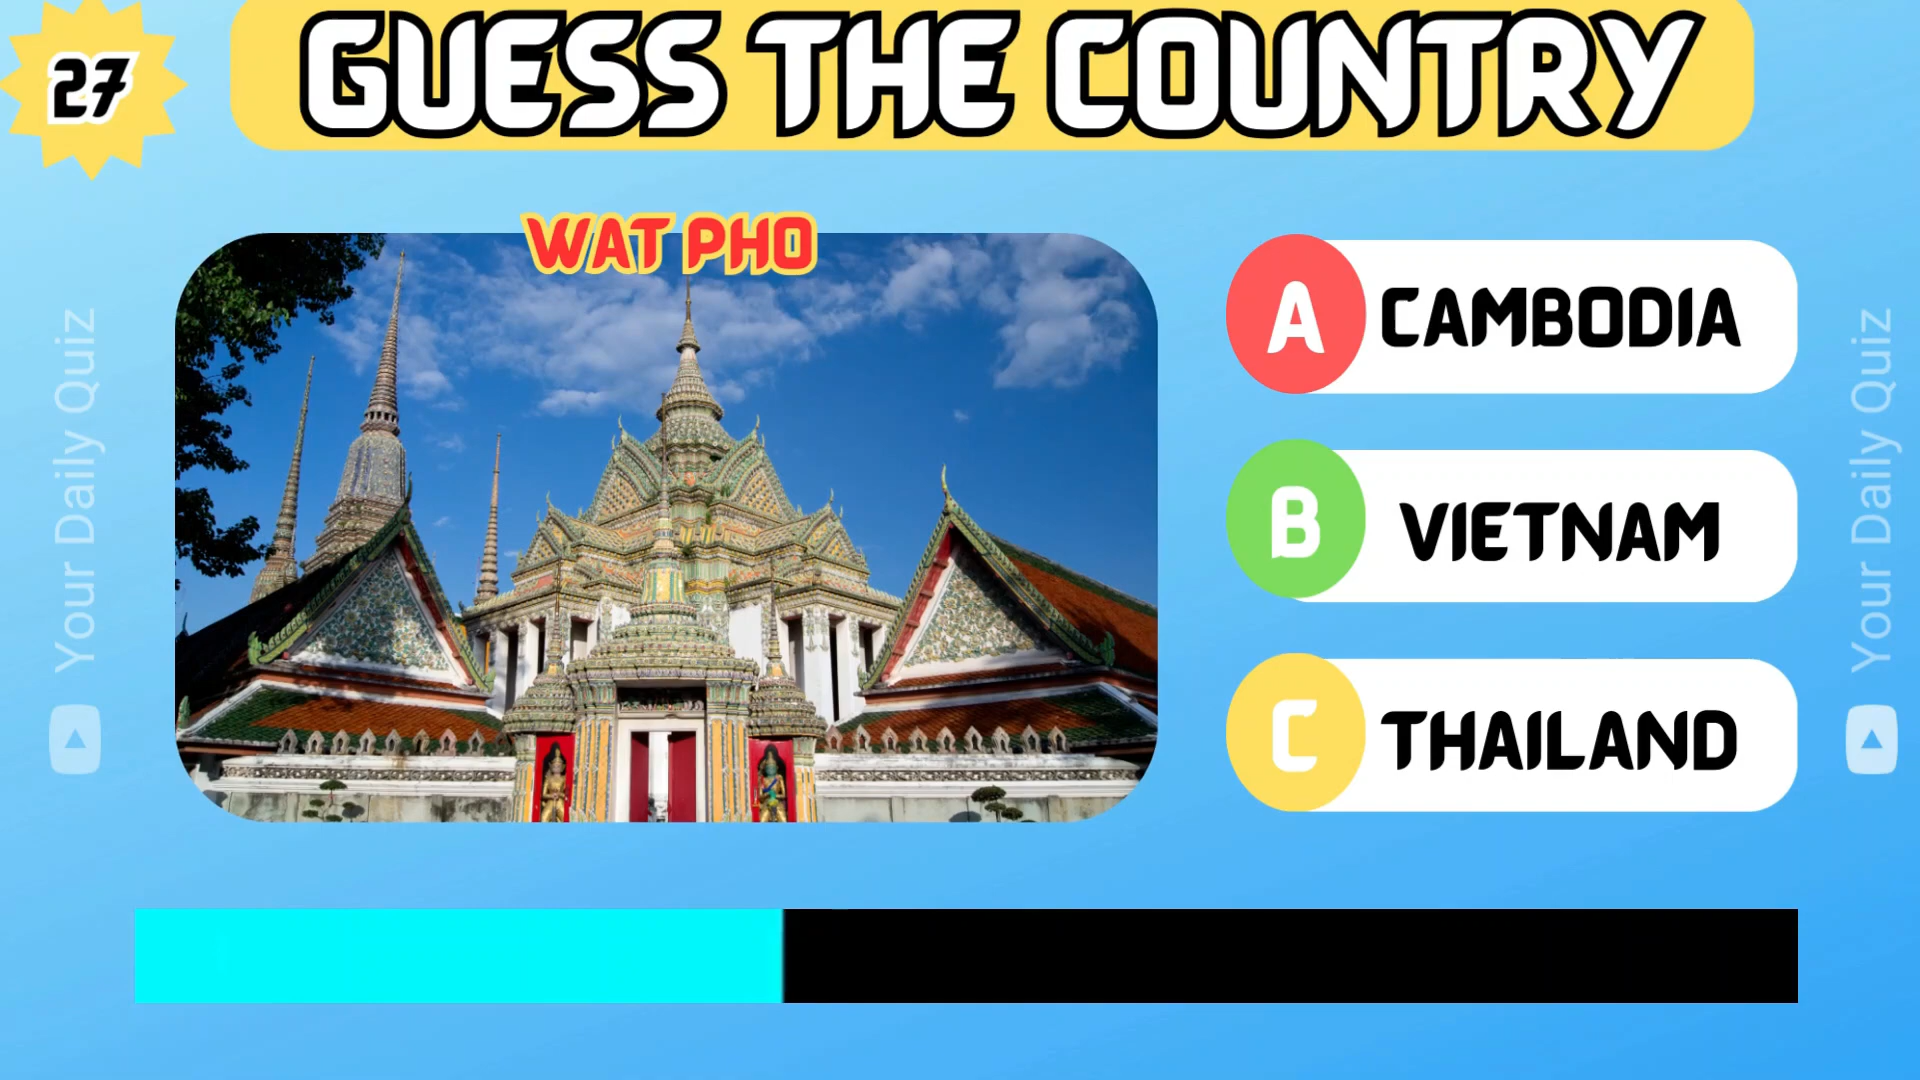 27
GUESS THE COUNTRY
WAT PHO
A CAMBODIA
B VIETNAM
C THAILAND
Your Daily Quiz
Your Daily Quiz